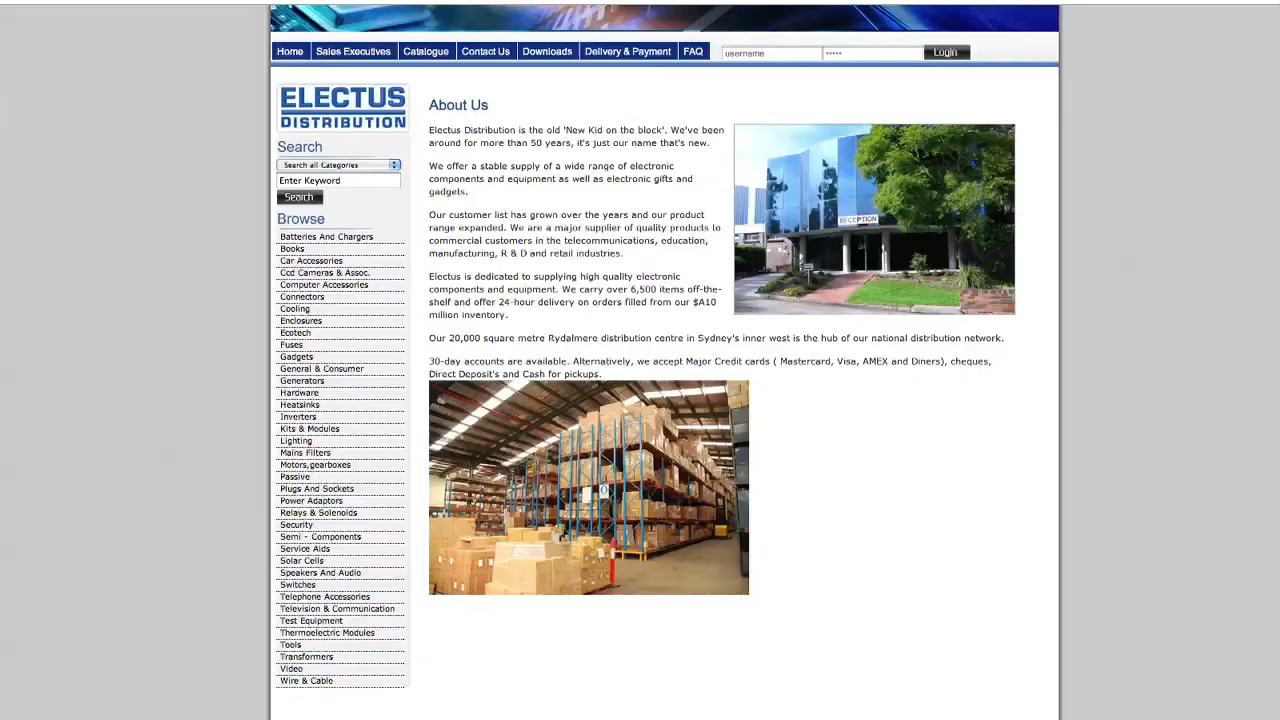 Home Sales Executives Catalogue Contact Us Downloads Delivery & Payment FAQ username ••••• Login
ELECTUS
DISTRIBUTION
Search
Search all Categories
Enter Keyword
Search
Browse
Batteries And Chargers
Books
Car Accessories
Ccd Cameras & Assoc.
Computer Accessories
Connectors
Cooling
Enclosures
Ecotech
Fuses
Gadgets
General & Consumer
Generators
Hardware
Heatsinks
Inverters
Kits & Modules
Lighting
Mains Filters
Motors,gearboxes
Passive
Plugs And Sockets
Power Adaptors
Relays & Solenoids
Security
Semi - Components
Service Aids
Solar Cells
Speakers And Audio
Switches
Telephone Accessories
Television & Communication
Test Equipment
Thermoelectric Modules
Tools
Transformers
Video
Wire & Cable
About Us
Electus Distribution is the old 'New Kid on the block'. We've been
around for more than 50 years, it's just our name that's new.
We offer a stable supply of a wide range of electronic
components and equipment as well as electronic gifts and
gadgets.
Our customer list has grown over the years and our product
range expanded. We are a major supplier of quality products to
commercial customers in the telecommunications, education,
manufacturing, R & D and retail industries.
Electus is dedicated to supplying high quality electronic
components and equipment. We carry over 6,500 items off-the-
shelf and offer 24-hour delivery on orders filled from our $A10
million inventory.
RECEPTION
Our 20,000 square metre Rydalmere distribution centre in Sydney's inner west is the hub of our national distribution network.
30-day accounts are available. Alternatively, we accept Major Credit cards ( Mastercard, Visa, AMEX and Diners), cheques,
Direct Deposit's and Cash for pickups.